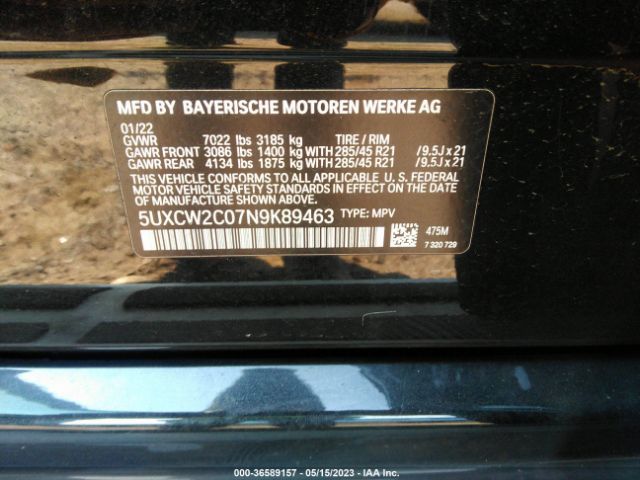 MFD BY BAYERISCHE MOTOREN WERKE AG
01/22
GVWR 7022 lbs 3185 kg TIRE / RIM
GAWR FRONT 3086 lbs 1400 kg WITH 285/45 R21 / 9.5J x 21
GAWR REAR 4134 lbs 1875 kg WITH 285/45 R21 / 9.5J x 21
THIS VEHICLE CONFORMS TO ALL APPLICABLE U. S. FEDERAL
MOTOR VEHICLE SAFETY STANDARDS IN EFFECT ON THE DATE OF
MANUFACTURE SHOWN ABOVE.
5UXCW2C07N9K89463 TYPE: MPV
475M
7 320 729
000-36589157 - 05/15/2023 - IAA Inc.